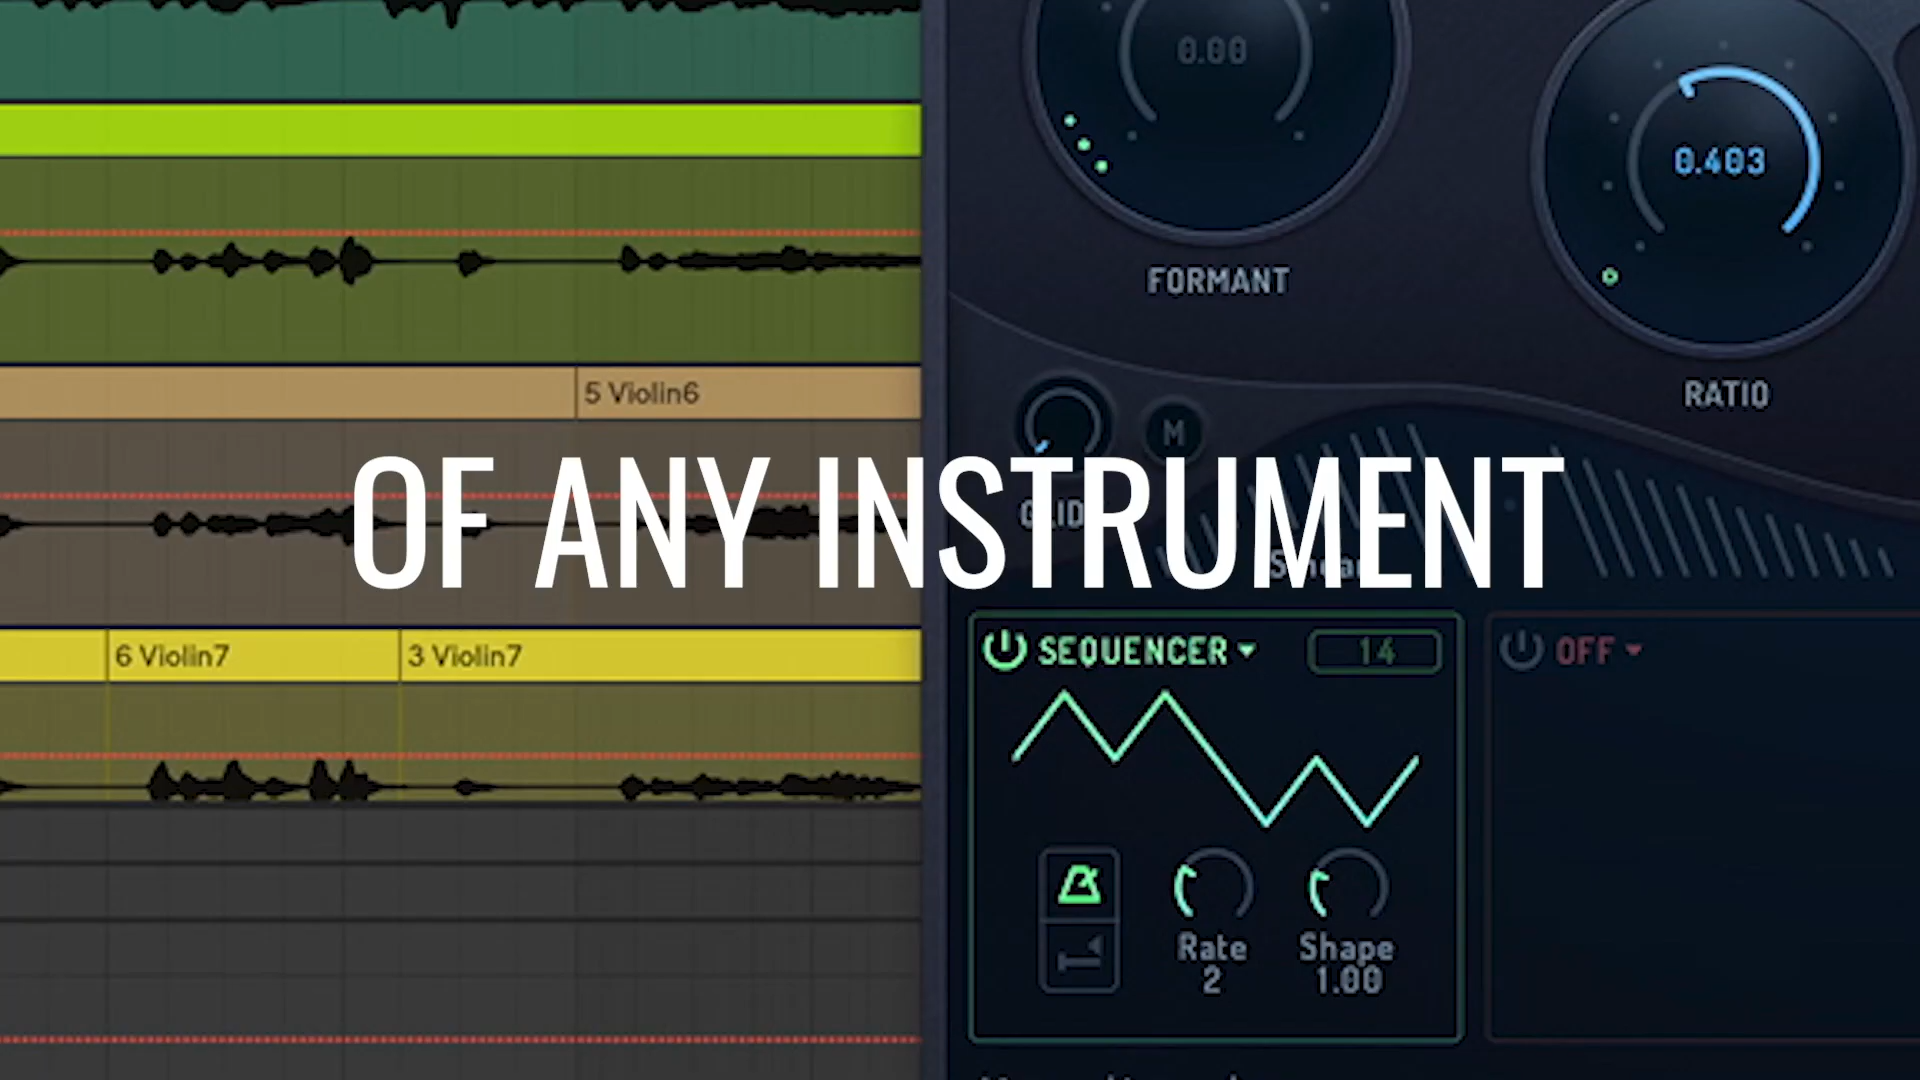 0.00
0.403
FORMANT
RATIO
5 Violin6
M
OF ANY INSTRUMENT
6 Violin7
3 Violin7
SEQUENCER
14
OFF
Rate
Shape
2
1.00